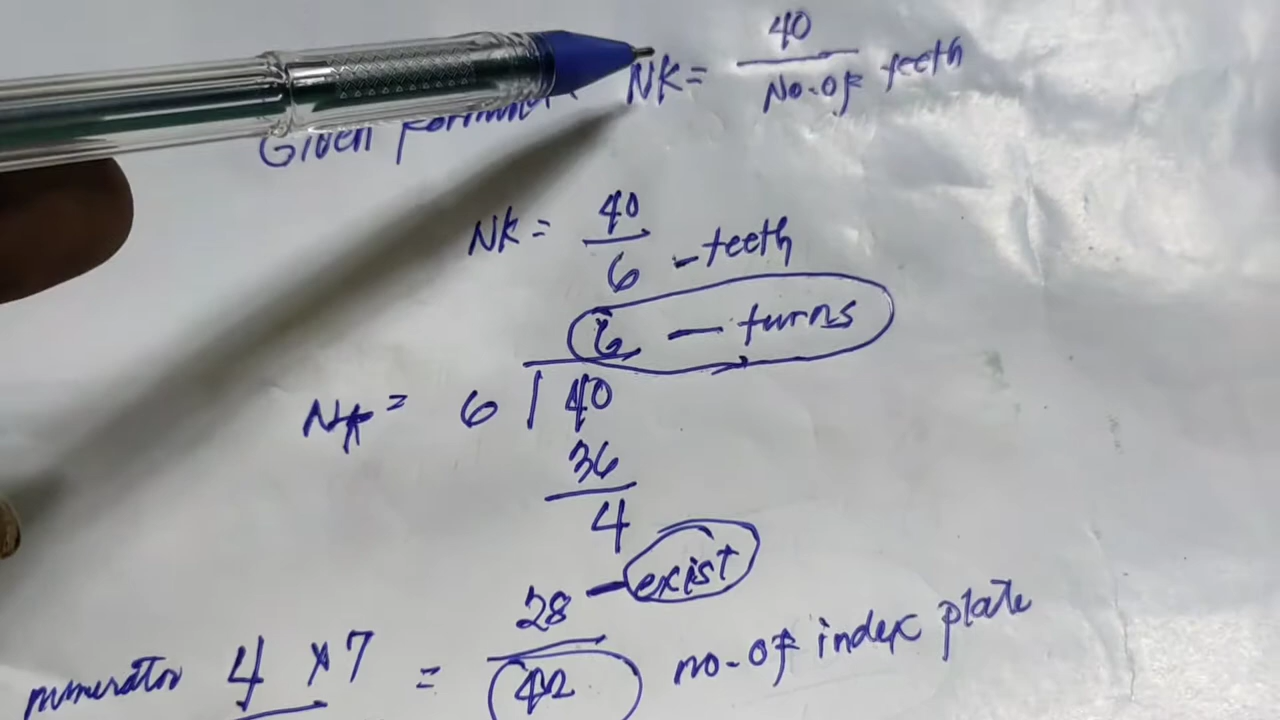 NK = 40 / No. of teeth
Given formula
NK = 40 / 6 - teeth
6 - turns
NK = 6 | 40
36
4
28 - exist
numerator 4 x 7 = 42 no. of index plate